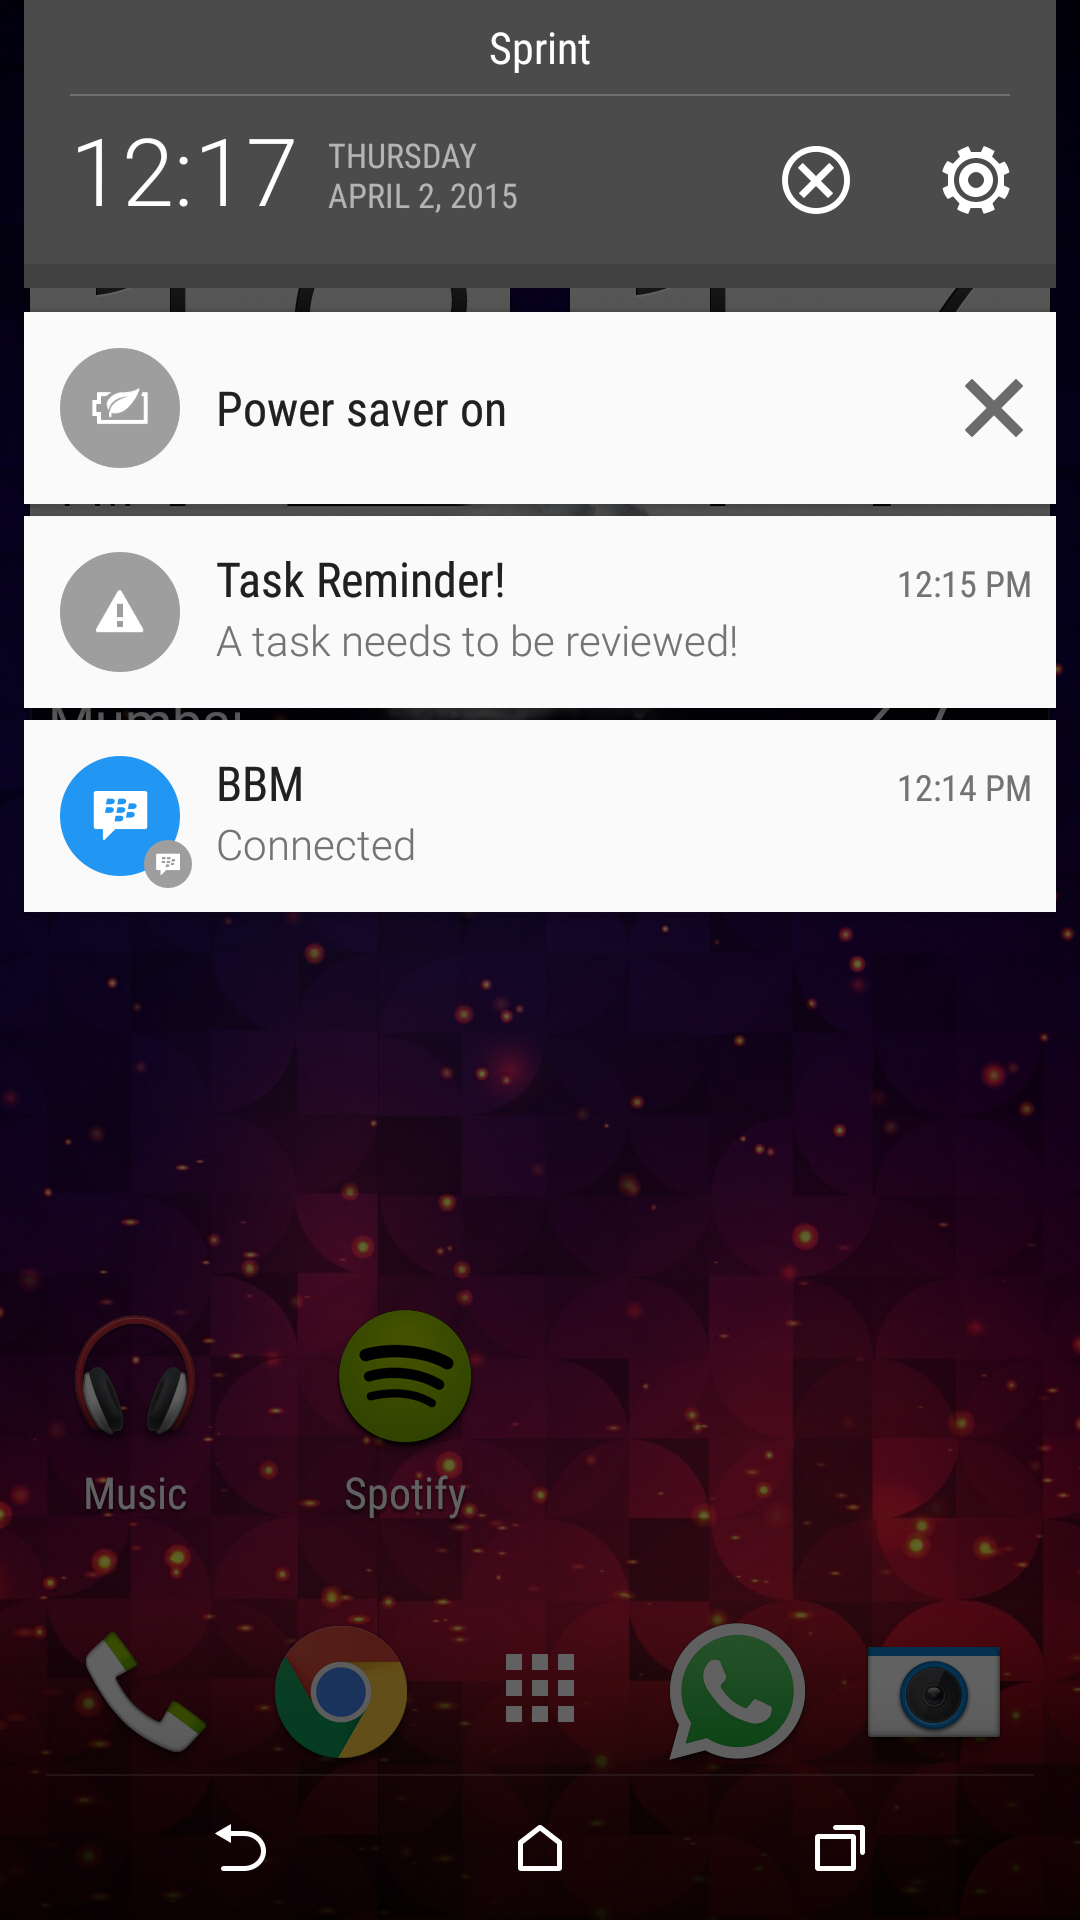 Sprint
12:17
THURSDAY
APRIL 2, 2015
Power saver on
Task Reminder!
12:15 PM
A task needs to be reviewed!
Mumbai
BBM
12:14 PM
Connected
Music
Spotify